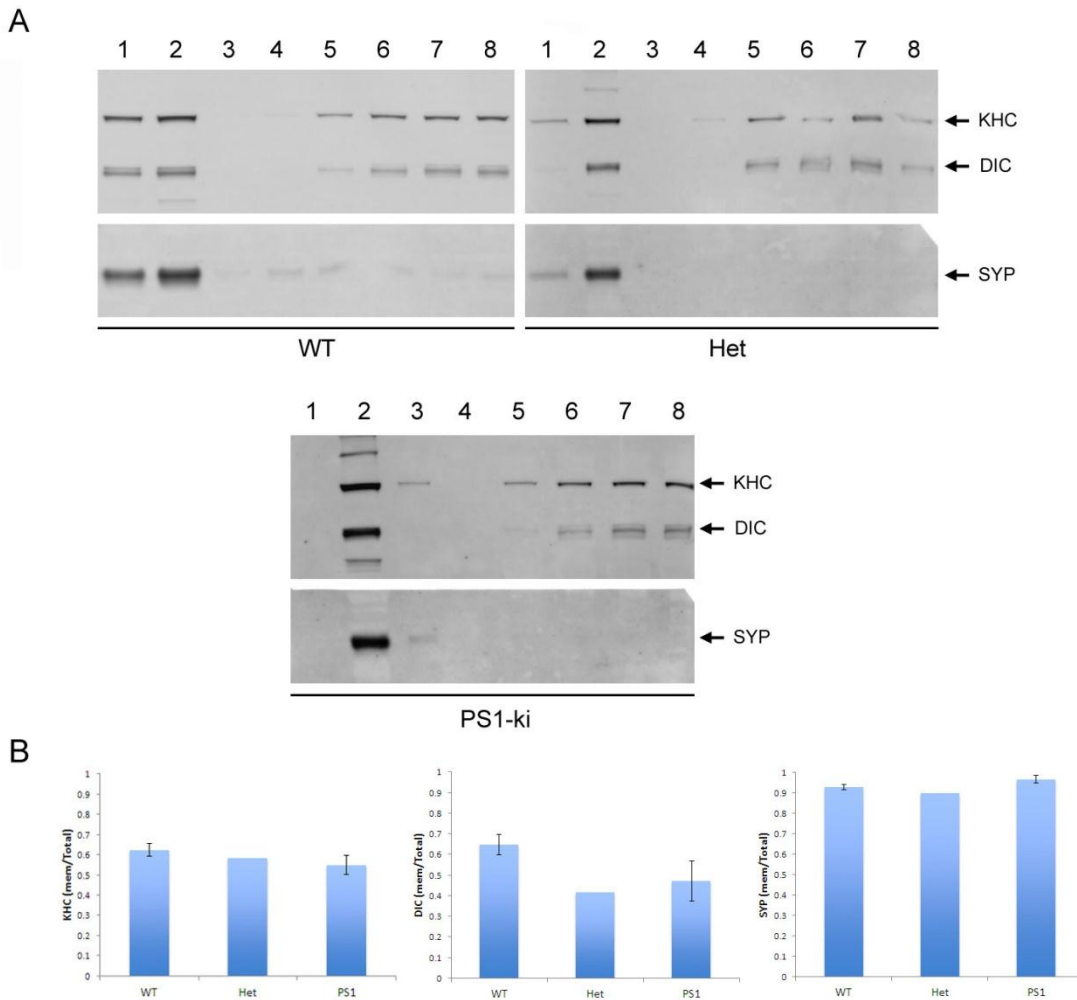 A
1 2 3 4 5 6 7 8
1 2 3 4 5 6 7 8
KHC
DIC
SYP
WT
Het
1 2 3 4 5 6 7 8
KHC
DIC
SYP
PS1-ki
B
KHC (mem/Total)
1
0.9
0.8
0.7
0.6
0.5
0.4
0.3
0.2
0.1
0
WT Het PS1
DIC (mem/Total)
1
0.9
0.8
0.7
0.6
0.5
0.4
0.3
0.2
0.1
0
WT Het PS1
SYP (mem/Total)
1
0.9
0.8
0.7
0.6
0.5
0.4
0.3
0.2
0.1
0
WT Het PS1